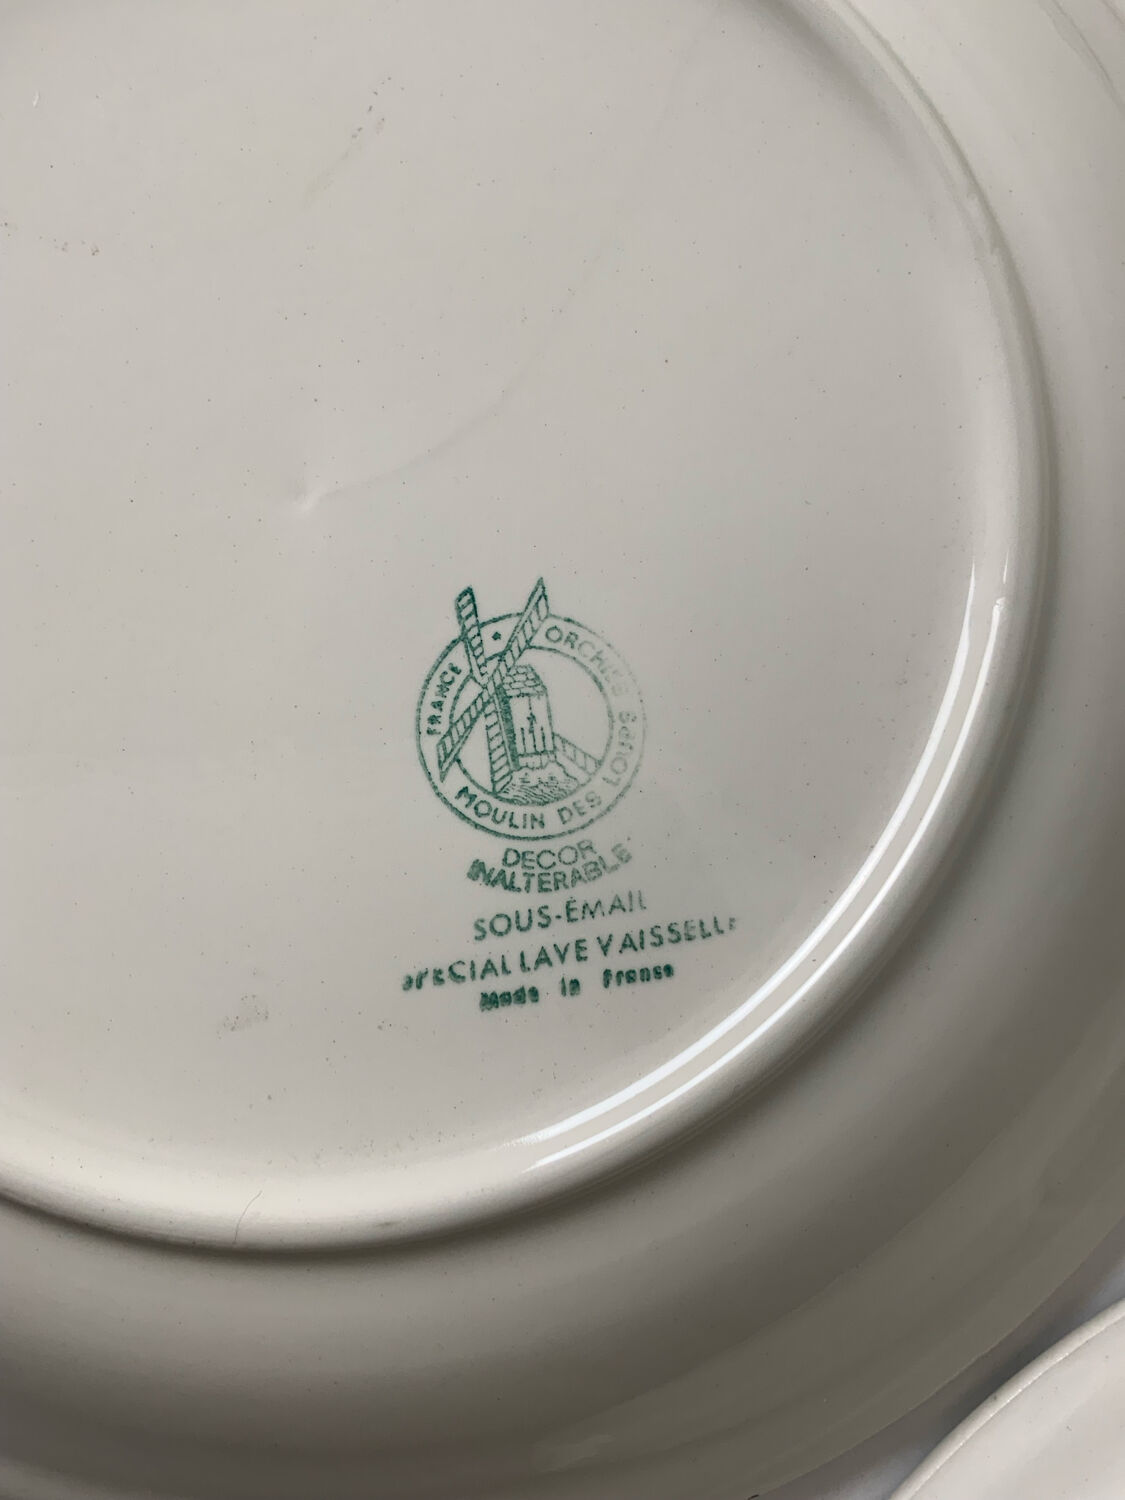 FRANCE * ORCHIES
MOULIN DES LOUPS
DECOR
INALTERABLE
SOUS-ÉMAIL
SPECIAL LAVE VAISSELLE
Made in France